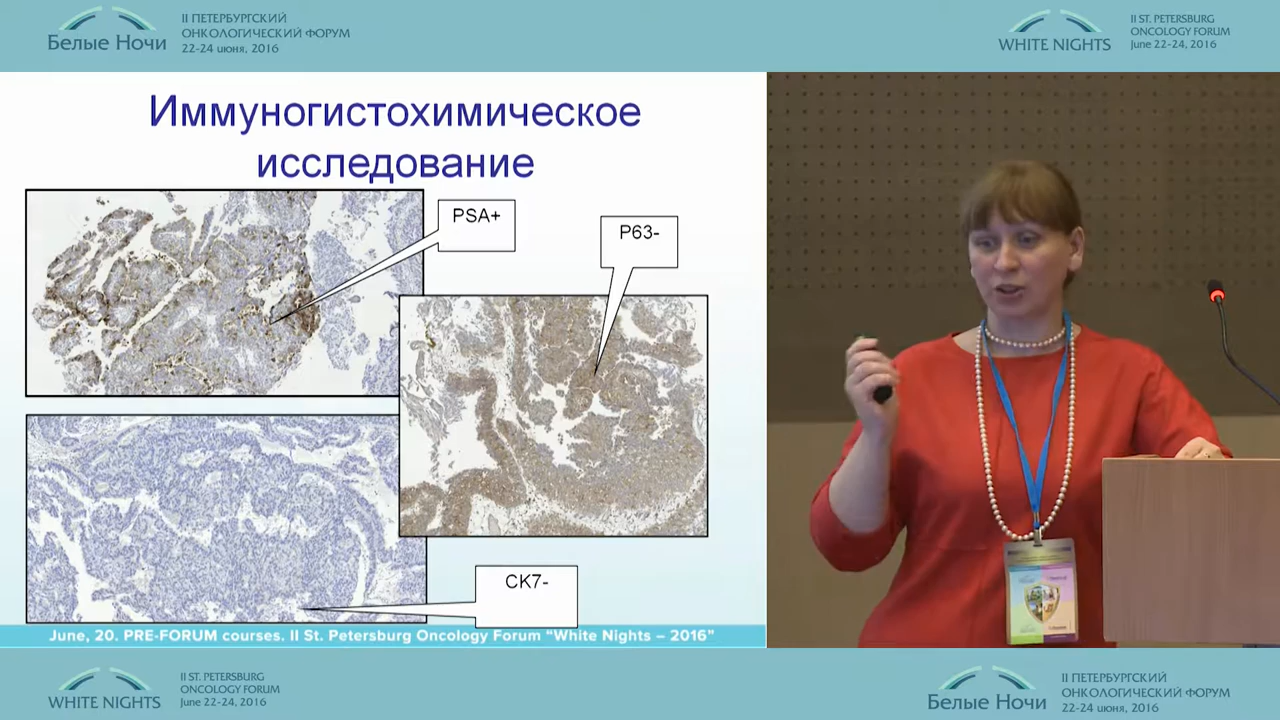 Белые Ночи
II ПЕТЕРБУРГСКИЙ
ОНКОЛОГИЧЕСКИЙ ФОРУМ
22-24 июня, 2016
WHITE NIGHTS
II ST. PETERSBURG
ONCOLOGY FORUM
June 22-24, 2016
Иммуногистохимическое
исследование
PSA+
P63-
CK7-
June, 20. PRE-FORUM courses. II St. Petersburg Oncology Forum “White Nights – 2016”
WHITE NIGHTS
II ST. PETERSBURG
ONCOLOGY FORUM
June 22-24, 2016
Белые Ночи
II ПЕТЕРБУРГСКИЙ
ОНКОЛОГИЧЕСКИЙ ФОРУМ
22-24 июня, 2016